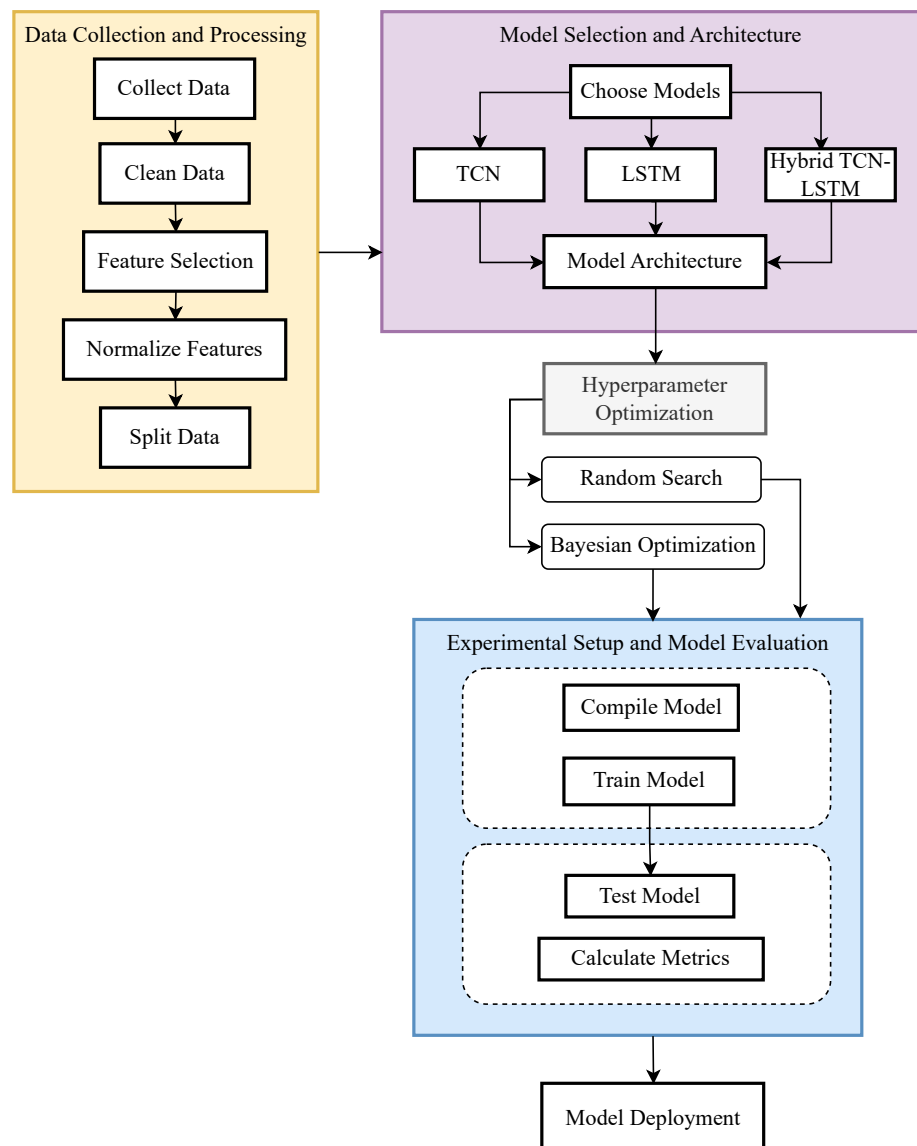 Data Collection and Processing
Collect Data
Clean Data
Feature Selection
Normalize Features
Split Data
Model Selection and Architecture
Choose Models
TCN
LSTM
Hybrid TCN-
LSTM
Model Architecture
Hyperparameter
Optimization
Random Search
Bayesian Optimization
Experimental Setup and Model Evaluation
Compile Model
Train Model
Test Model
Calculate Metrics
Model Deployment